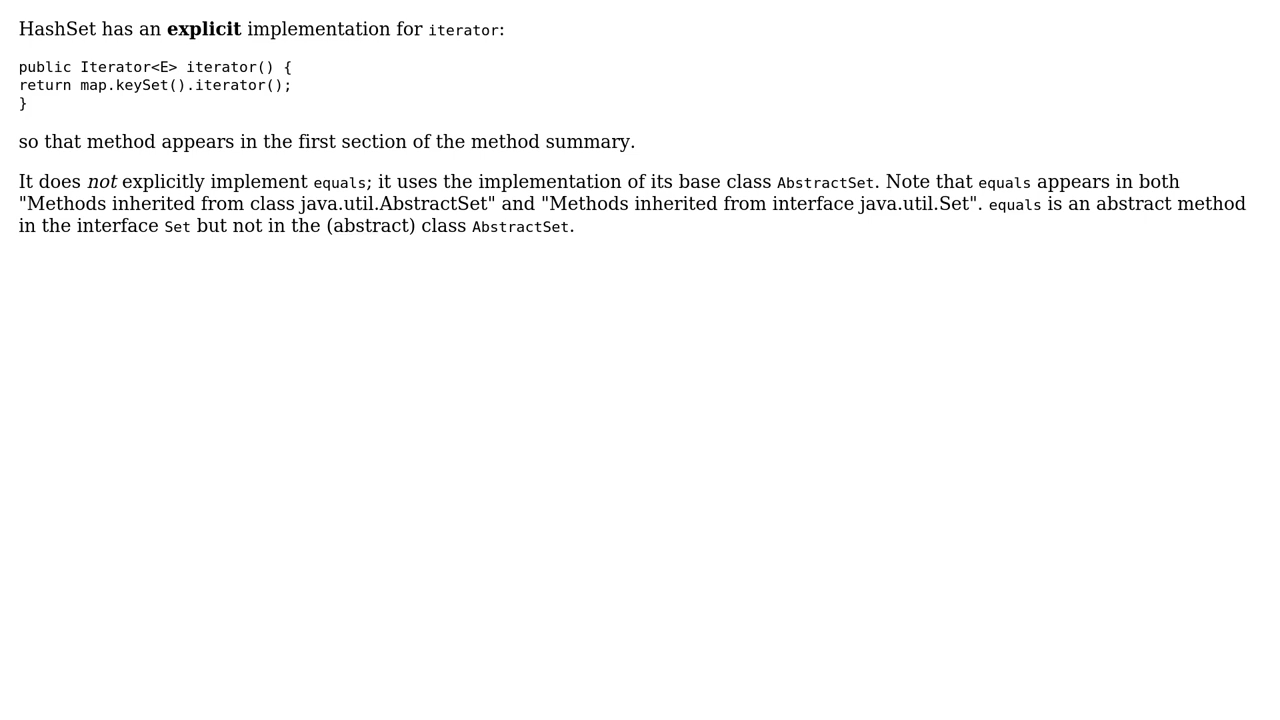 HashSet has an explicit implementation for iterator:
public Iterator<E> iterator() {
return map.keySet().iterator();
}
so that method appears in the first section of the method summary.
It does not explicitly implement equals; it uses the implementation of its base class AbstractSet. Note that equals appears in both
"Methods inherited from class java.util.AbstractSet" and "Methods inherited from interface java.util.Set". equals is an abstract method
in the interface Set but not in the (abstract) class AbstractSet.